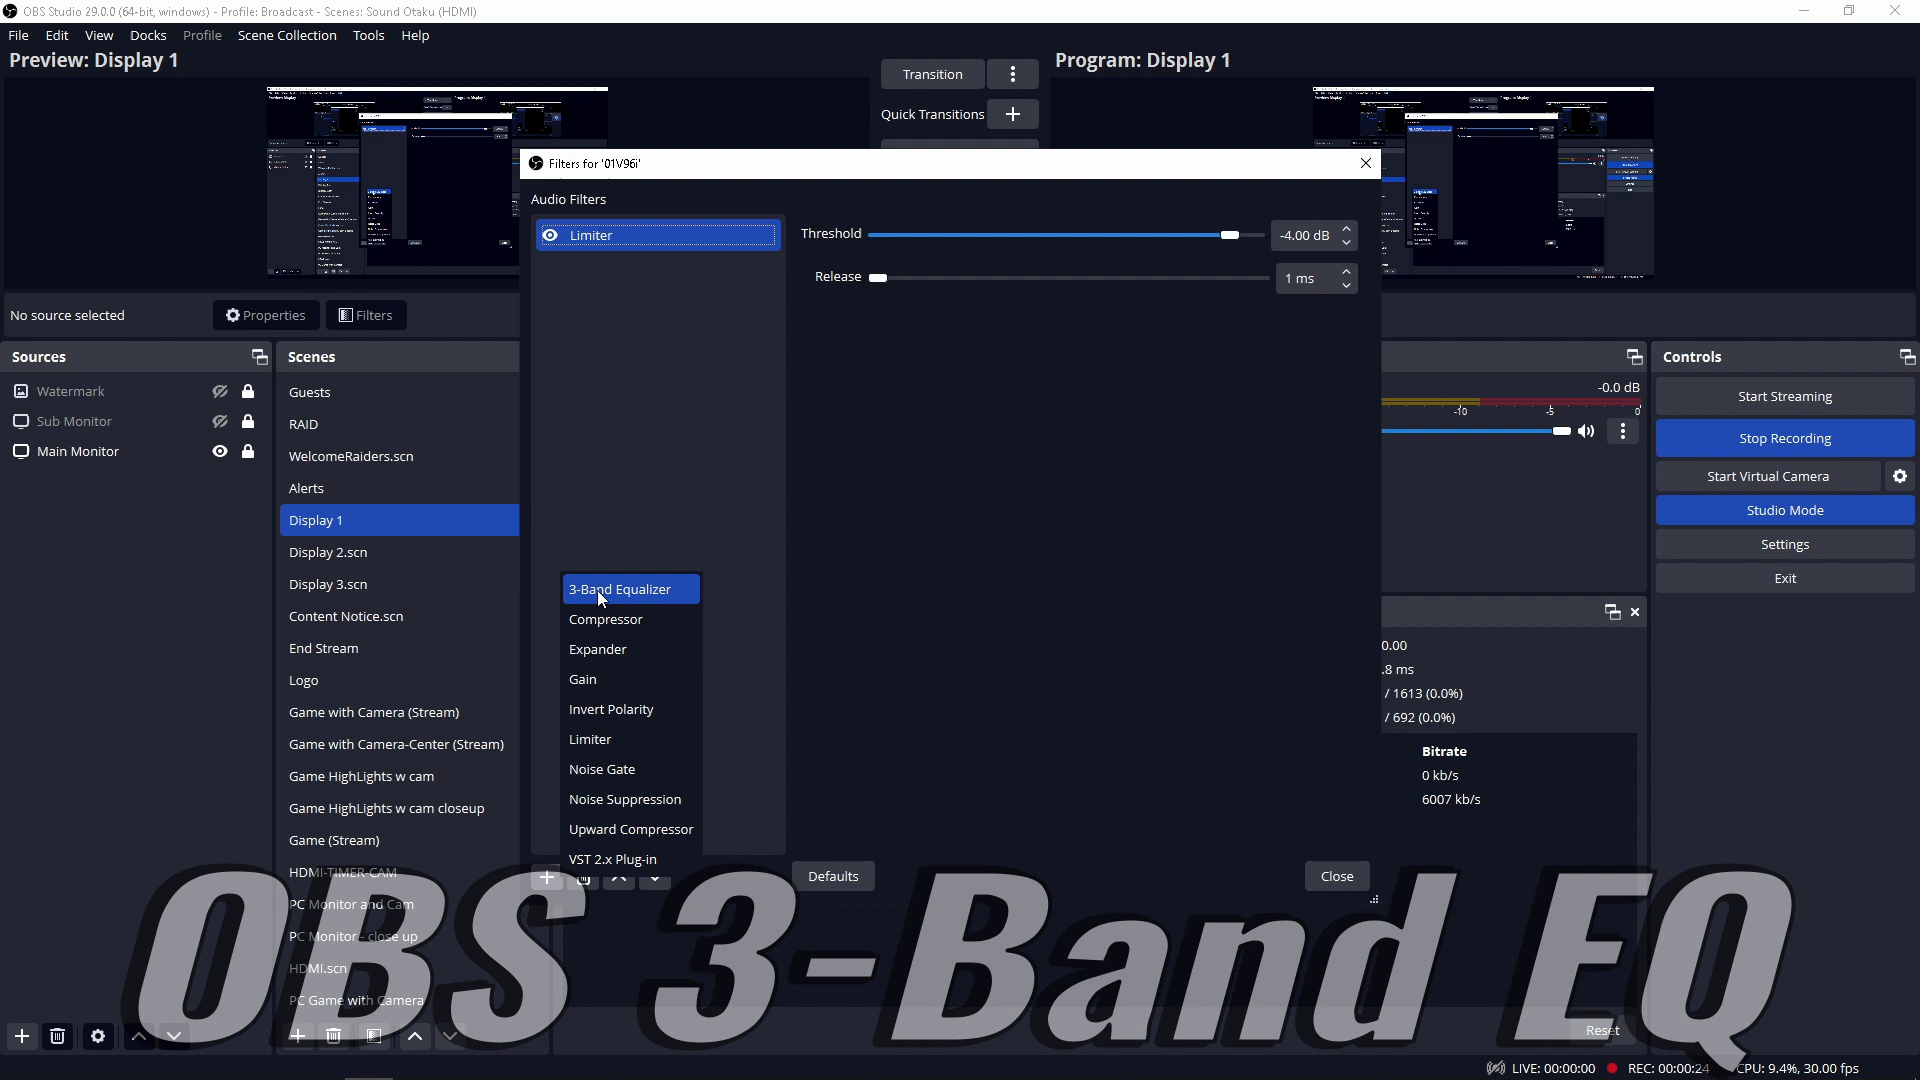 OBS Studio 29.0.0 (64-bit, windows) - Profile: Broadcast - Scenes: Sound Otaku (HDMI)
File Edit View Docks Profile Scene Collection Tools Help
Preview: Display 1
Transition
Program: Display 1
Quick Transitions
Filters for '01V96i'
Audio Filters
Limiter
Threshold
-4.00 dB
Release
1 ms
No source selected
Properties
Filters
Sources
Watermark
Sub Monitor
Main Monitor
Scenes
Guests
RAID
WelcomeRaiders.scn
Alerts
Display 1
Display 2.scn
Display 3.scn
Content Notice.scn
End Stream
Logo
Game with Camera (Stream)
Game with Camera-Center (Stream)
Game HighLights w cam
Game HighLights w cam closeup
Game (Stream)
HDMI-TIMER-CAM
PC Monitor and Cam
PC Monitor - close up
HDMI.scn
PC Game with Camera
3-Band Equalizer
Compressor
Expander
Gain
Invert Polarity
Limiter
Noise Gate
Noise Suppression
Upward Compressor
VST 2.x Plug-in
Defaults
Close
-0.0 dB
-10 -5 0
0.00
.8 ms
/ 1613 (0.0%)
/ 692 (0.0%)
Bitrate
0 kb/s
6007 kb/s
Reset
Controls
Start Streaming
Stop Recording
Start Virtual Camera
Studio Mode
Settings
Exit
OBS 3-Band EQ
LIVE: 00:00:00 REC: 00:00:24 CPU: 9.4%, 30.00 fps